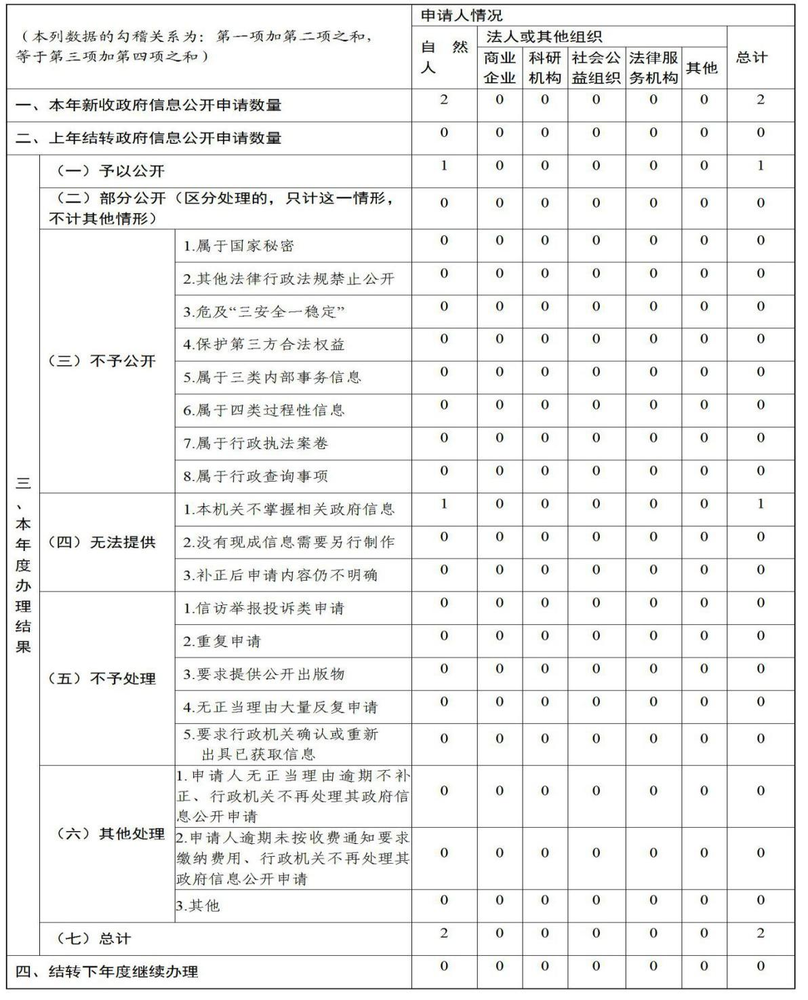 （本列数据的勾稽关系为：第一项加第二项之和，
等于第三项加第四项之和）
申请人情况
自 然
人
法人或其他组织
商业
企业
科研
机构
社会公
益组织
法律服
务机构
其他
总计
一、本年新收政府信息公开申请数量 2 0 0 0 0 0 2
二、上年结转政府信息公开申请数量 0 0 0 0 0 0 0
三、本年度办理结果
（一）予以公开 1 0 0 0 0 0 1
（二）部分公开（区分处理的，只计这一情形，
不计其他情形） 0 0 0 0 0 0 0
（三）不予公开
1.属于国家秘密 0 0 0 0 0 0 0
2.其他法律行政法规禁止公开 0 0 0 0 0 0 0
3.危及“三安全一稳定” 0 0 0 0 0 0 0
4.保护第三方合法权益 0 0 0 0 0 0 0
5.属于三类内部事务信息 0 0 0 0 0 0 0
6.属于四类过程性信息 0 0 0 0 0 0 0
7.属于行政执法案卷 0 0 0 0 0 0 0
8.属于行政查询事项 0 0 0 0 0 0 0
（四）无法提供
1.本机关不掌握相关政府信息 1 0 0 0 0 0 1
2.没有现成信息需要另行制作 0 0 0 0 0 0 0
3.补正后申请内容仍不明确 0 0 0 0 0 0 0
（五）不予处理
1.信访举报投诉类申请 0 0 0 0 0 0 0
2.重复申请 0 0 0 0 0 0 0
3.要求提供公开出版物 0 0 0 0 0 0 0
4.无正当理由大量反复申请 0 0 0 0 0 0 0
5.要求行政机关确认或重新
出具已获取信息 0 0 0 0 0 0 0
（六）其他处理
1.申请人无正当理由逾期不补
正、行政机关不再处理其政府信
息公开申请 0 0 0 0 0 0 0
2.申请人逾期未按收费通知要求
缴纳费用、行政机关不再处理其
政府信息公开申请 0 0 0 0 0 0 0
3.其他 0 0 0 0 0 0 0
（七）总计 2 0 0 0 0 0 2
四、结转下年度继续办理 0 0 0 0 0 0 0